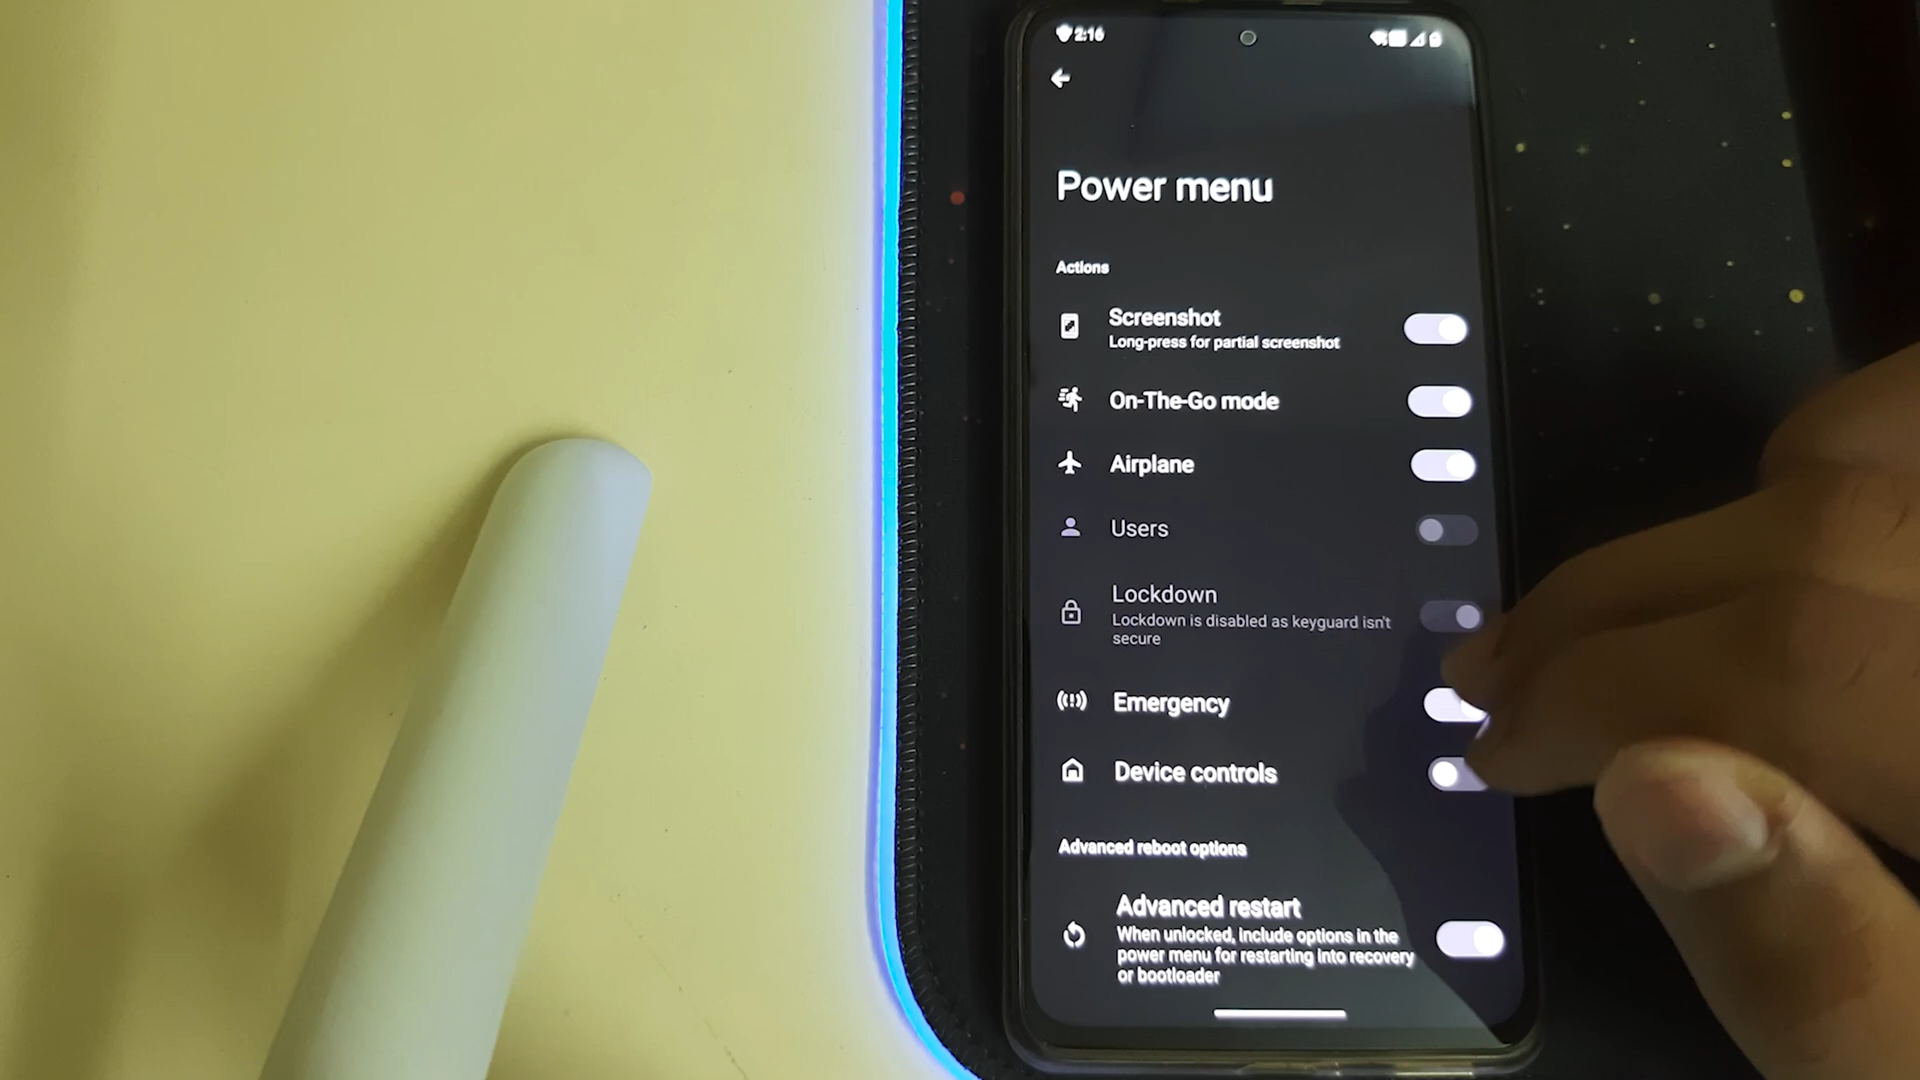 2:16
Power menu
Actions
Screenshot
Long-press for partial screenshot
On-The-Go mode
Airplane
Users
Lockdown
Lockdown is disabled as keyguard isn't
secure
Emergency
Device controls
Advanced reboot options
Advanced restart
When unlocked, include options in the
power menu for restarting into recovery
or bootloader